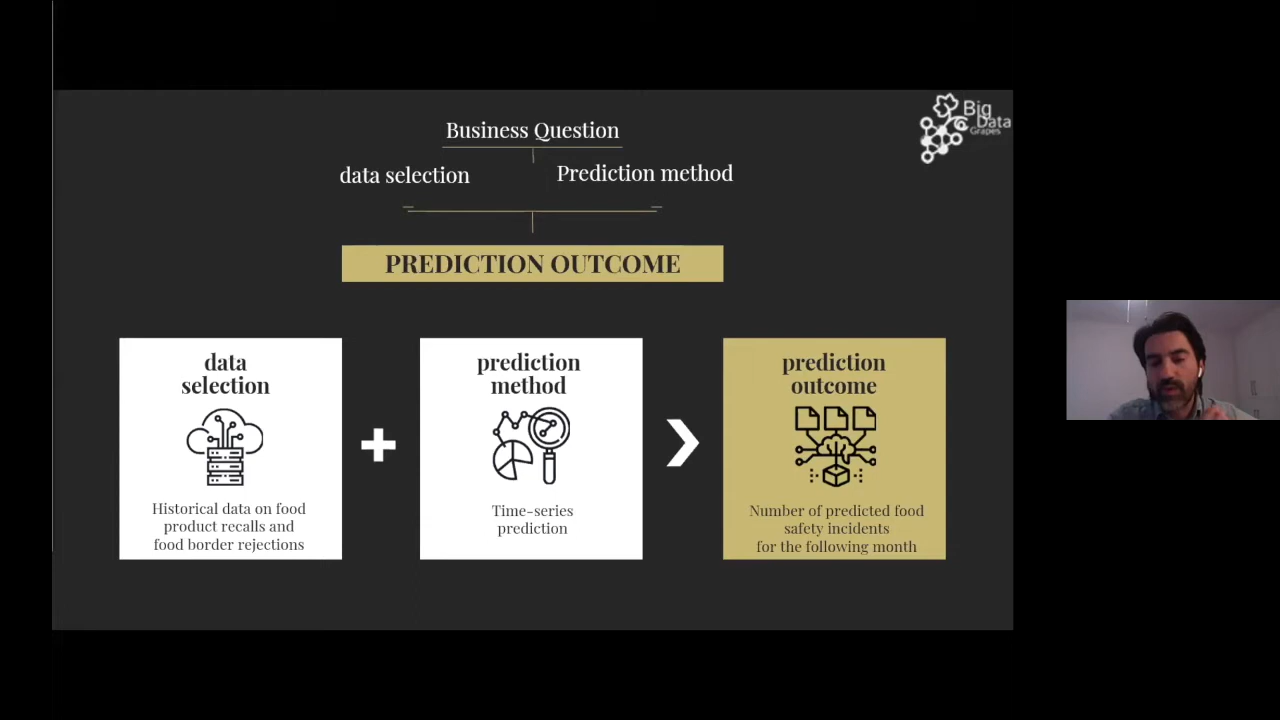 Big
Data
Grapes
Business Question
data selection
Prediction method
PREDICTION OUTCOME
data
selection
Historical data on food
product recalls and
food border rejections
prediction
method
Time-series
prediction
prediction
outcome
Number of predicted food
safety incidents
for the following month